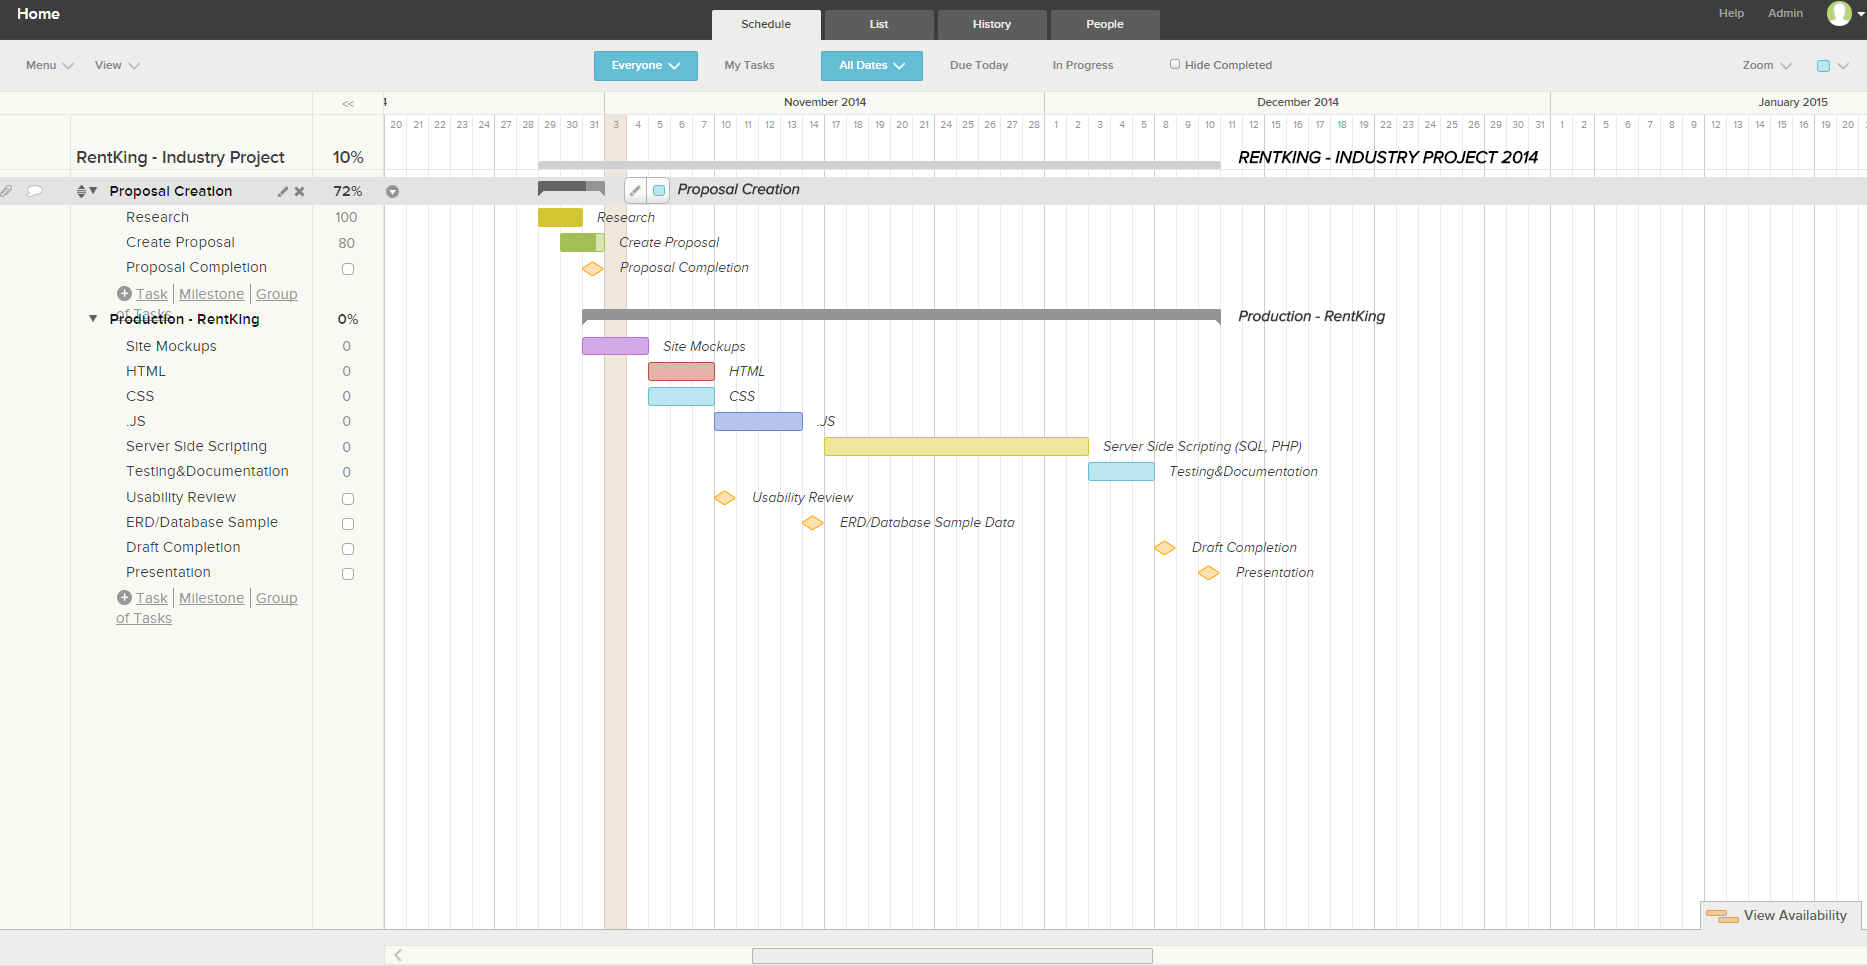 Home
Schedule List History People
Help Admin
Menu View
Everyone My Tasks All Dates Due Today In Progress Hide Completed
Zoom
<< 4 November 2014 December 2014 January 2015
20 21 22 23 24 27 28 29 30 31 3 4 5 6 7 10 11 12 13 14 17 18 19 20 21 24 25 26 27 28 1 2 3 4 5 8 9 10 11 12 15 16 17 18 19 22 23 24 25 26 29 30 31 1 2 5 6 7 8 9 12 13 14 15 16 19 20
RentKing - Industry Project 10% RENTKING - INDUSTRY PROJECT 2014
Proposal Creation 72% Proposal Creation
Research 100 Research
Create Proposal 80 Create Proposal
Proposal Completion Proposal Completion
Task Milestone Group
of Tasks
Production - RentKing 0% Production - RentKing
Site Mockups 0 Site Mockups
HTML 0 HTML
CSS 0 CSS
.JS 0 .JS
Server Side Scripting 0 Server Side Scripting (SQL, PHP)
Testing&Documentation 0 Testing&Documentation
Usability Review Usability Review
ERD/Database Sample ERD/Database Sample Data
Draft Completion Draft Completion
Presentation Presentation
Task Milestone Group
of Tasks
View Availability